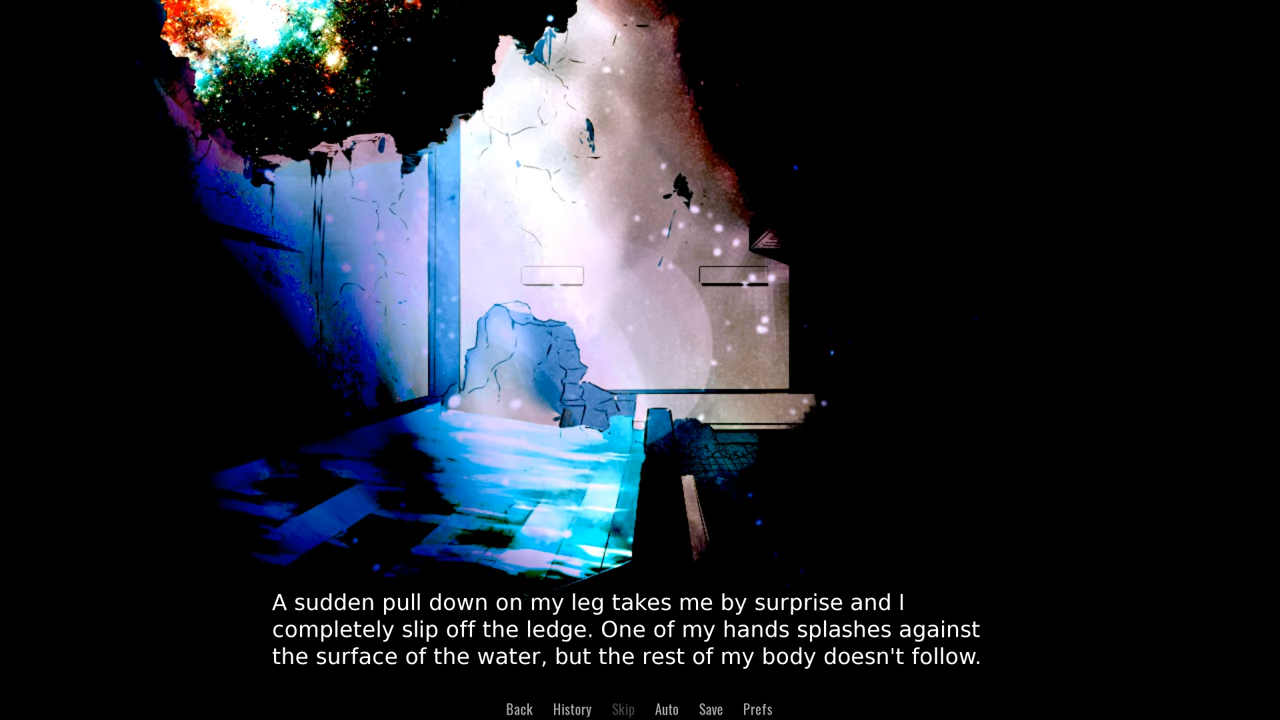 A sudden pull down on my leg takes me by surprise and I
completely slip off the ledge. One of my hands splashes against
the surface of the water, but the rest of my body doesn't follow.
Back History Skip Auto Save Prefs